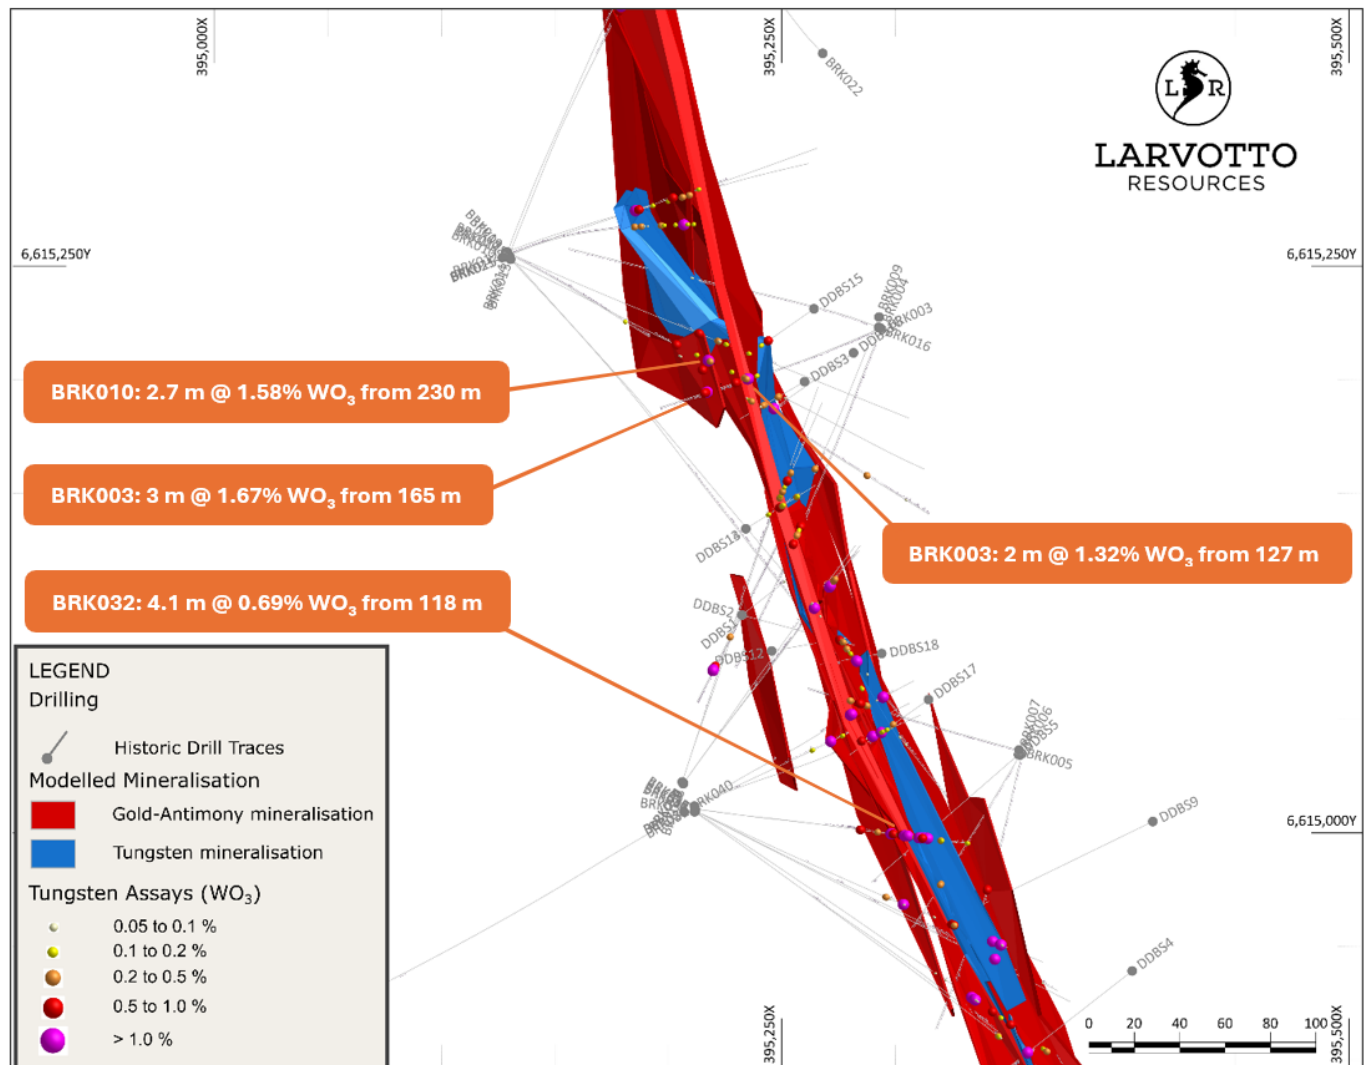 395,000X
395,250X
395,500X
BRK022
L R
LARVOTTO
RESOURCES
6,615,250Y
6,615,250Y
DDBS15
BRK009
BRK004
BRK003
BRK016
DDBS3
BRK010: 2.7 m @ 1.58% WO₃ from 230 m
BRK003: 3 m @ 1.67% WO₃ from 165 m
DDBS13
BRK003: 2 m @ 1.32% WO₃ from 127 m
BRK032: 4.1 m @ 0.69% WO₃ from 118 m
DDBS2
DDBS1
DDBS12
DDBS18
DDBS17
BRK007
BRK006
DDBS5
BRK005
BRK040
DDBS9
6,615,000Y
DDBS4
LEGEND
Drilling
Historic Drill Traces
Modelled Mineralisation
Gold-Antimony mineralisation
Tungsten mineralisation
Tungsten Assays (WO₃)
0.05 to 0.1 %
0.1 to 0.2 %
0.2 to 0.5 %
0.5 to 1.0 %
> 1.0 %
395,250X
395,500X
0 20 40 60 80 100